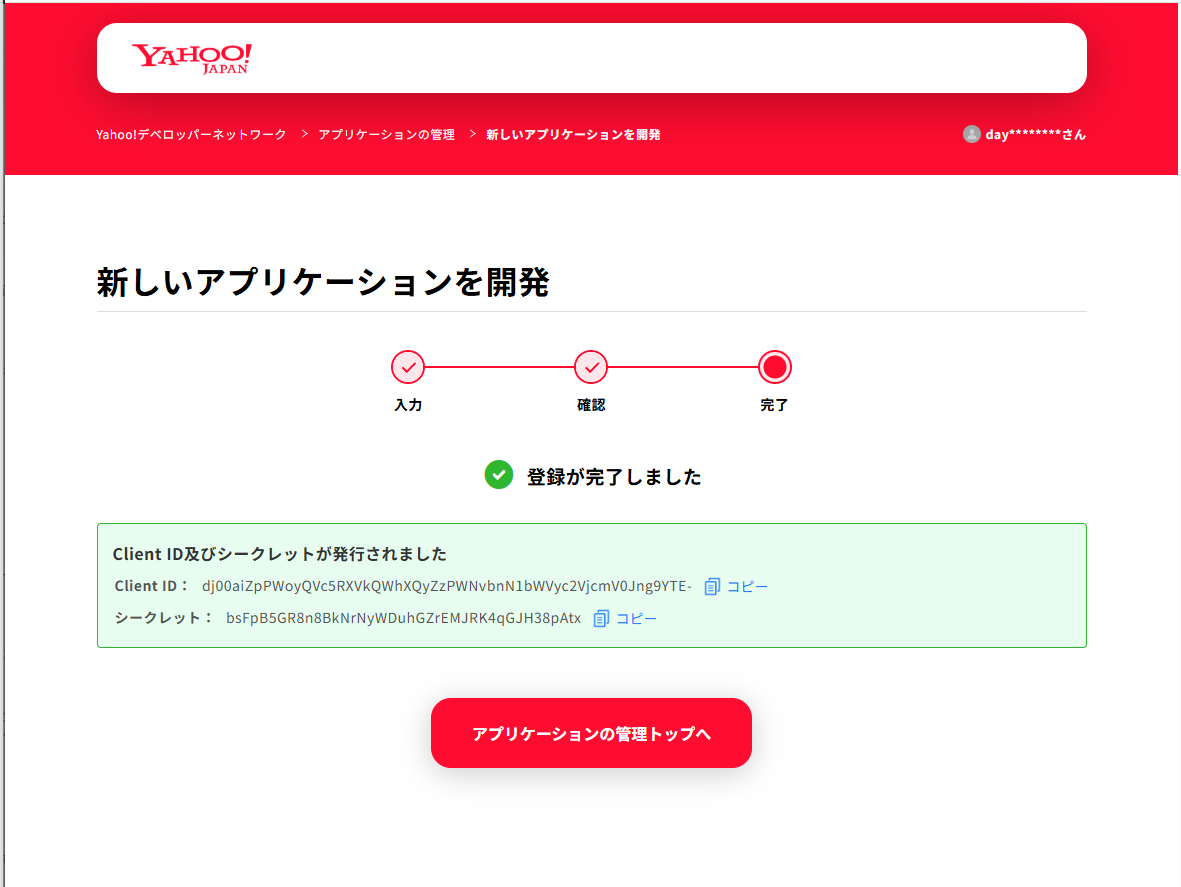 YAHOO!
JAPAN
Yahoo!デベロッパーネットワーク > アプリケーションの管理 > 新しいアプリケーションを開発
day********さん
新しいアプリケーションを開発
入力 確認 完了
登録が完了しました
Client ID及びシークレットが発行されました
Client ID： dj00aiZpPWoyQVc5RXVkQWhXQyZzPWNvbnN1bWVyc2VjcmV0Jng9YTE- コピー
シークレット： bsFpB5GR8n8BkNrNyWDuhGZrEMJRK4qGJH38pAtx コピー
アプリケーションの管理トップへ